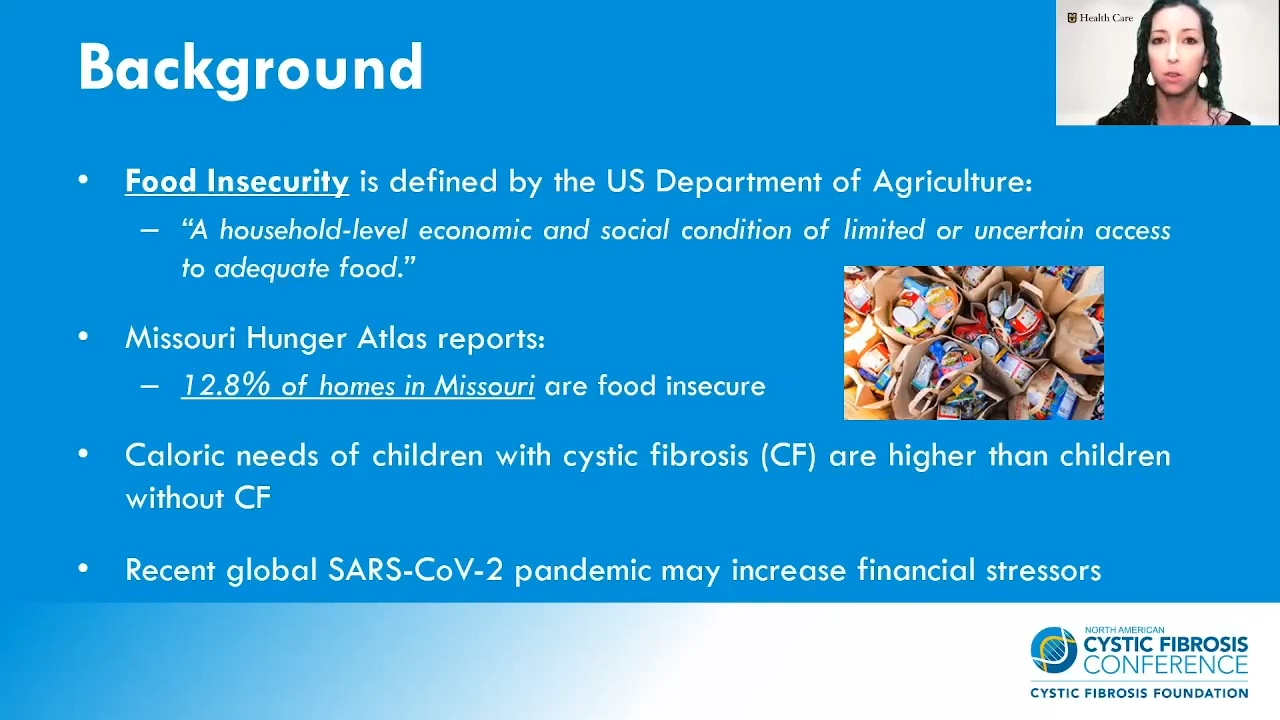 Health Care
Background
• Food Insecurity is defined by the US Department of Agriculture:
– “A household-level economic and social condition of limited or uncertain access
to adequate food.”
• Missouri Hunger Atlas reports:
– 12.8% of homes in Missouri are food insecure
• Caloric needs of children with cystic fibrosis (CF) are higher than children
without CF
• Recent global SARS-CoV-2 pandemic may increase financial stressors
NORTH AMERICAN
CYSTIC FIBROSIS
CONFERENCE
CYSTIC FIBROSIS FOUNDATION